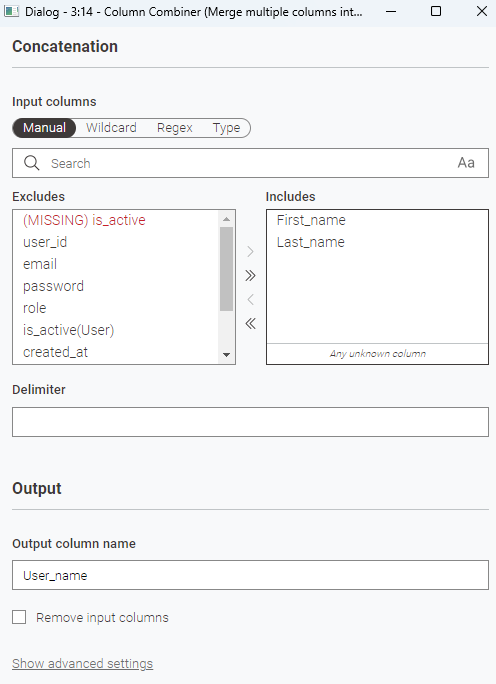 Dialog - 3:14 - Column Combiner (Merge multiple columns int...
Concatenation
Input columns
Manual Wildcard Regex Type
Search Aa
Excludes
(MISSING) is_active
user_id
email
password
role
is_active(User)
created_at
Includes
First_name
Last_name
Any unknown column
Delimiter
Output
Output column name
User_name
Remove input columns
Show advanced settings